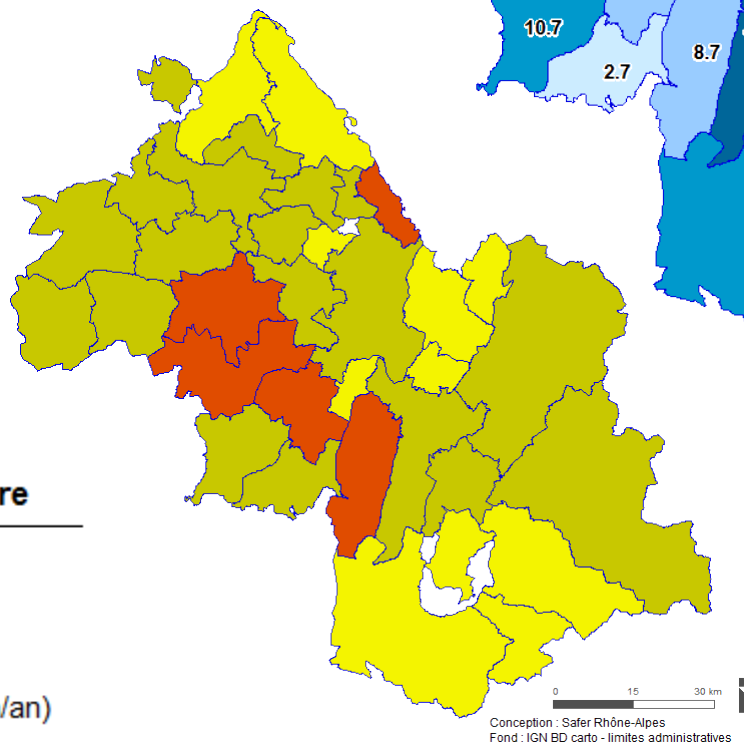 10.7
8.7
2.7
re
/an)
0 15 30 km
Conception : Safer Rhône-Alpes
Fond : IGN BD carto - limites administratives